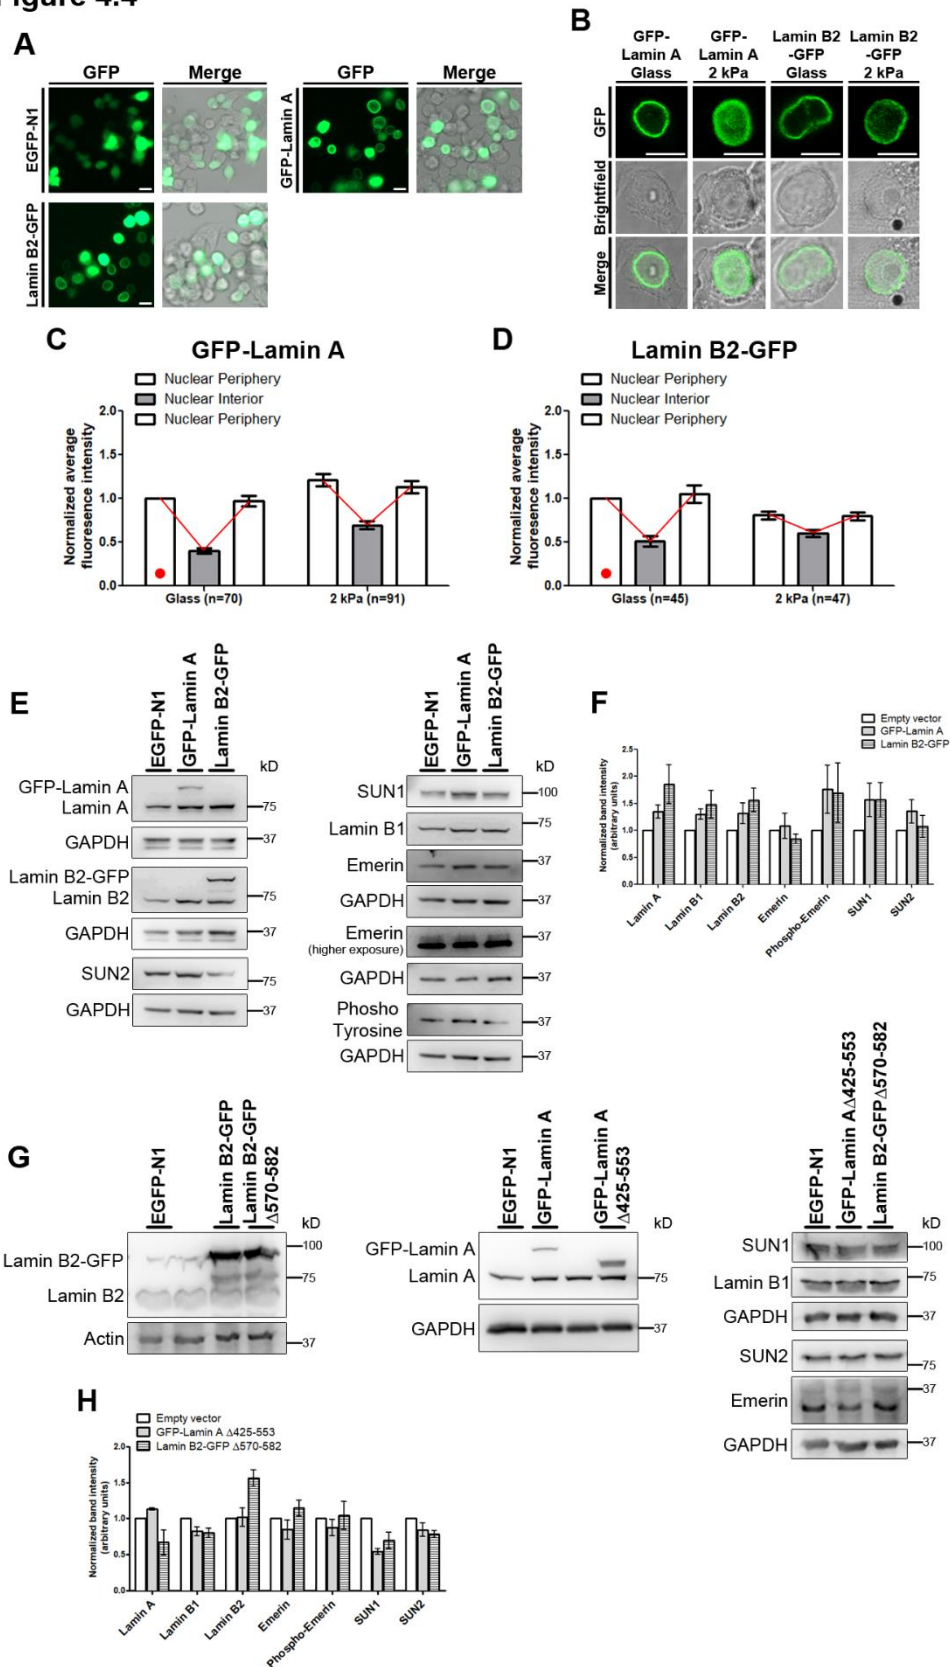 Figure 4.4
A
GFP
Merge
EGFP-N1
GFP
Merge
GFP-Lamin A
Lamin B2-GFP
B
GFP-
Lamin A
Glass
GFP-
Lamin A
2 kPa
Lamin B2
-GFP
Glass
Lamin B2
-GFP
2 kPa
GFP
Brightfield
Merge
C
GFP-Lamin A
Nuclear Periphery
Nuclear Interior
Nuclear Periphery
Normalized average
fluoresence intensity
2.0
1.5
1.0
0.5
0.0
Glass (n=70)
2 kPa (n=91)
D
Lamin B2-GFP
Nuclear Periphery
Nuclear Interior
Nuclear Periphery
Normalized average
fluoresence intensity
2.0
1.5
1.0
0.5
0.0
Glass (n=45)
2 kPa (n=47)
E
EGFP-N1
GFP-Lamin A
Lamin B2-GFP
kD
GFP-Lamin A
Lamin A
75
GAPDH
37
Lamin B2-GFP
Lamin B2
75
GAPDH
37
SUN2
75
GAPDH
37
EGFP-N1
GFP-Lamin A
Lamin B2-GFP
kD
SUN1
100
Lamin B1
75
Emerin
37
GAPDH
37
Emerin
(higher exposure)
37
GAPDH
37
Phosho
Tyrosine
37
GAPDH
37
F
Empty vector
GFP-Lamin A
Lamin B2-GFP
Normalized band intensity
(arbitrary units)
2.5
2.0
1.5
1.0
0.5
0.0
Lamin A
Lamin B1
Lamin B2
Emerin
Phospho-Emerin
SUN1
SUN2
G
EGFP-N1
Lamin B2-GFP
Lamin B2-GFP
Δ570-582
kD
Lamin B2-GFP
100
75
Lamin B2
Actin
37
EGFP-N1
GFP-Lamin A
GFP-Lamin A
Δ425-553
kD
GFP-Lamin A
Lamin A
75
GAPDH
37
EGFP-N1
GFP-Lamin AΔ425-553
Lamin B2-GFPΔ570-582
kD
SUN1
100
Lamin B1
75
GAPDH
37
SUN2
75
Emerin
37
GAPDH
37
H
Empty vector
GFP-Lamin A Δ425-553
Lamin B2-GFP Δ570-582
Normalized band intensity
(arbitrary units)
2.0
1.5
1.0
0.5
0.0
Lamin A
Lamin B1
Lamin B2
Emerin
Phospho-Emerin
SUN1
SUN2